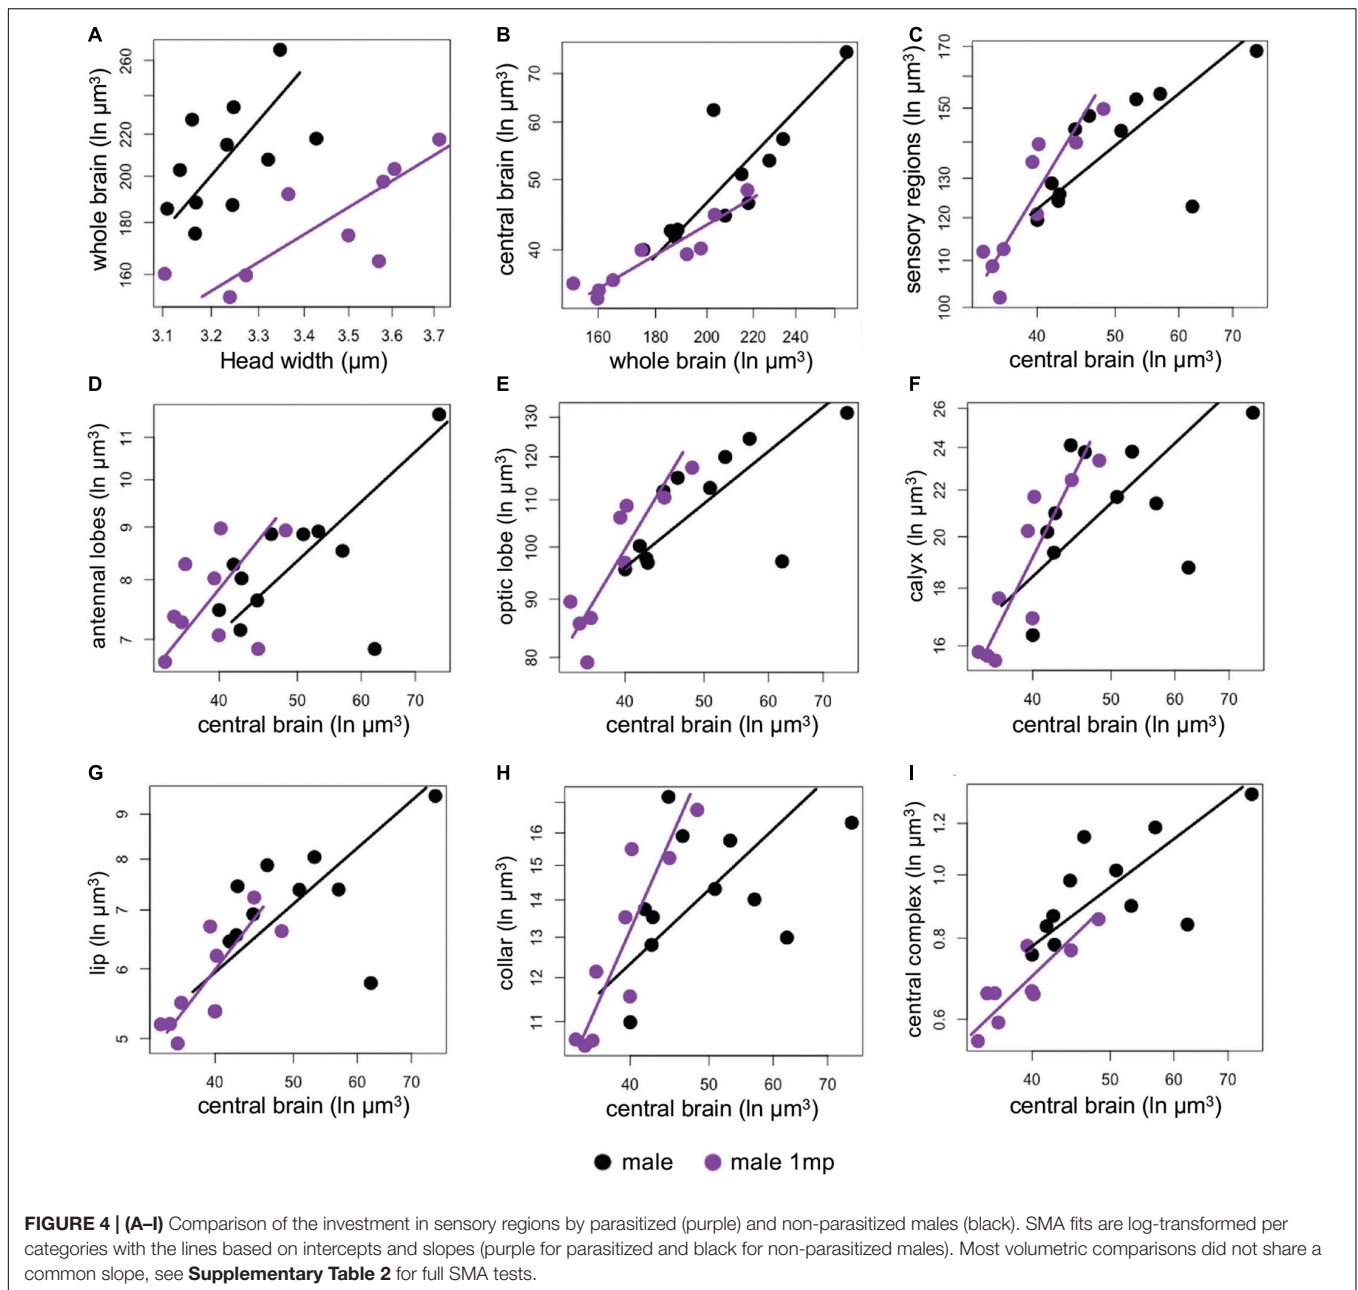 A
whole brain (ln µm³)
260
220
200
180
160
3.1 3.2 3.3 3.4 3.5 3.6 3.7
Head width (µm)
B
central brain (ln µm³)
70
60
50
40
160 180 200 220 240
whole brain (ln µm³)
C
sensory regions (ln µm³)
170
150
130
120
110
100
40 50 60 70
central brain (ln µm³)
D
antennal lobes (ln µm³)
11
10
9
8
7
40 50 60 70
central brain (ln µm³)
E
optic lobe (ln µm³)
130
120
110
100
90
80
40 50 60 70
central brain (ln µm³)
F
calyx (ln µm³)
26
24
22
20
18
16
40 50 60 70
central brain (ln µm³)
G
lip (ln µm³)
9
8
7
6
5
40 50 60 70
central brain (ln µm³)
H
collar (ln µm³)
16
15
14
13
12
11
40 50 60 70
central brain (ln µm³)
I
central complex (ln µm³)
1.2
1.0
0.8
0.6
40 50 60 70
central brain (ln µm³)
male male 1mp
FIGURE 4 | (A–I) Comparison of the investment in sensory regions by parasitized (purple) and non-parasitized males (black). SMA fits are log-transformed per
categories with the lines based on intercepts and slopes (purple for parasitized and black for non-parasitized males). Most volumetric comparisons did not share a
common slope, see Supplementary Table 2 for full SMA tests.